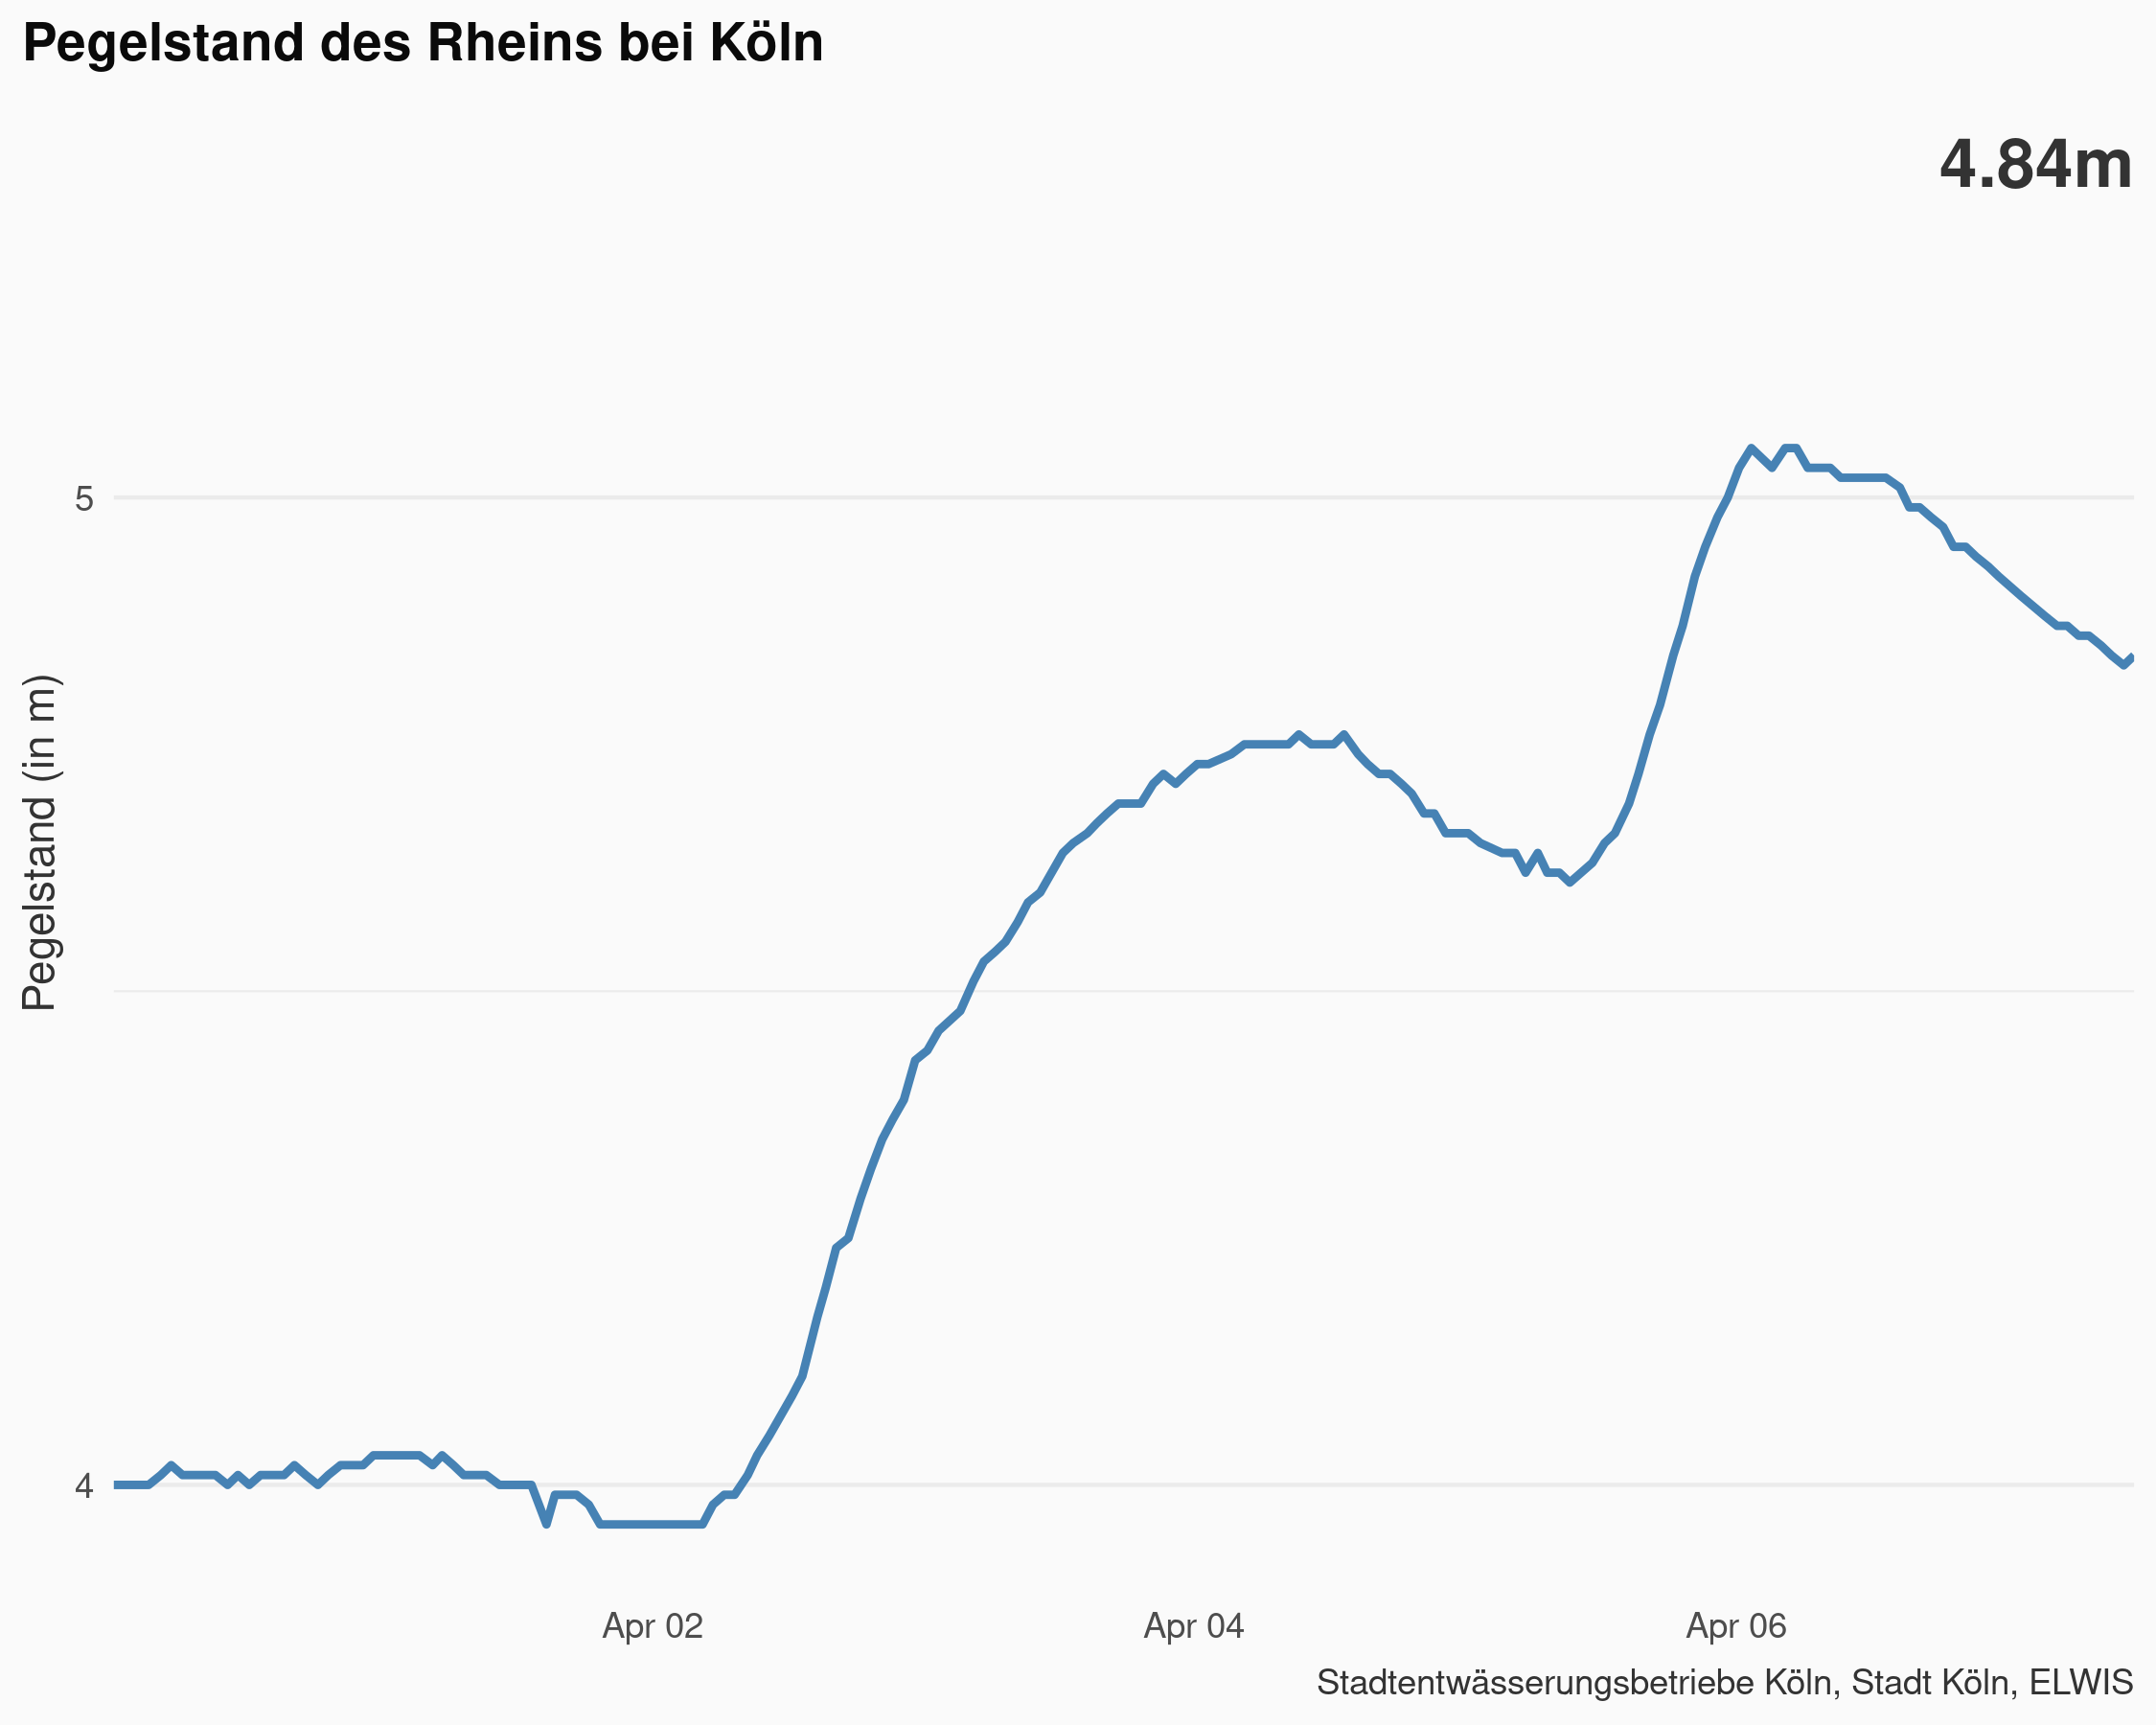 Pegelstand des Rheins bei Köln
4.84m
Pegelstand (in m)
5
4
Apr 02
Apr 04
Apr 06
Stadtentwässerungsbetriebe Köln, Stadt Köln, ELWIS